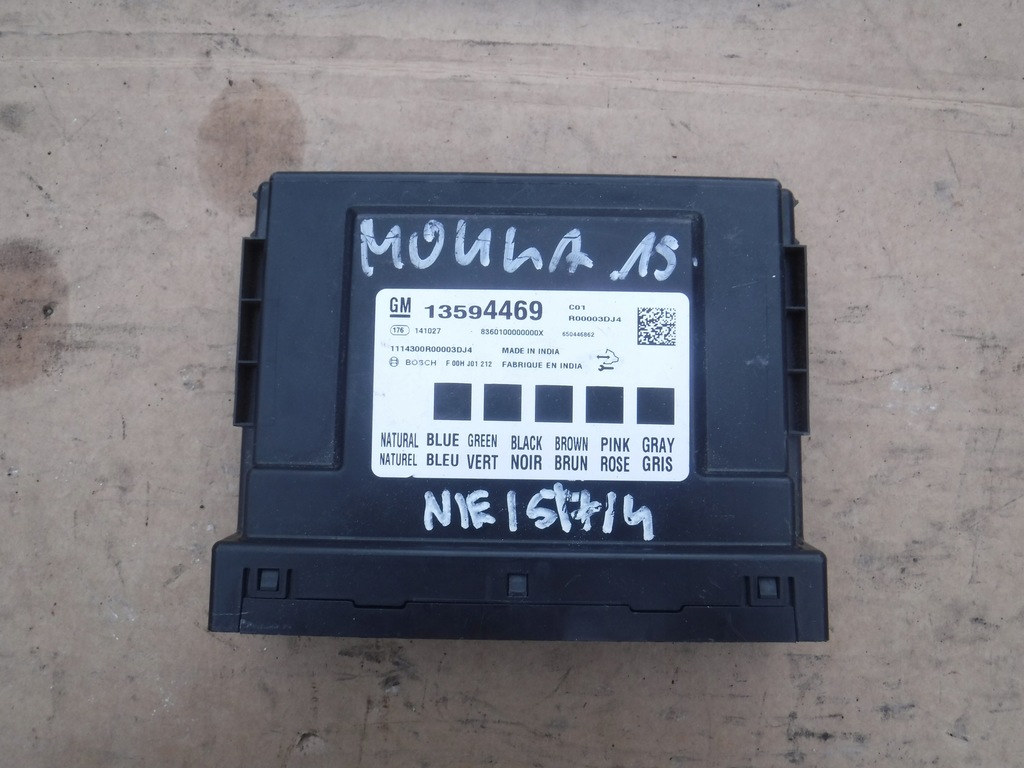 MOKKA 15
GM 13594469 C01
R00003DJ4
176 141027 8360100000000X 650446862
1114300R00003DJ4 MADE IN INDIA
BOSCH F 00H J01 212 FABRIQUE EN INDIA
NATURAL BLUE GREEN BLACK BROWN PINK GRAY
NATUREL BLEU VERT NOIR BRUN ROSE GRIS